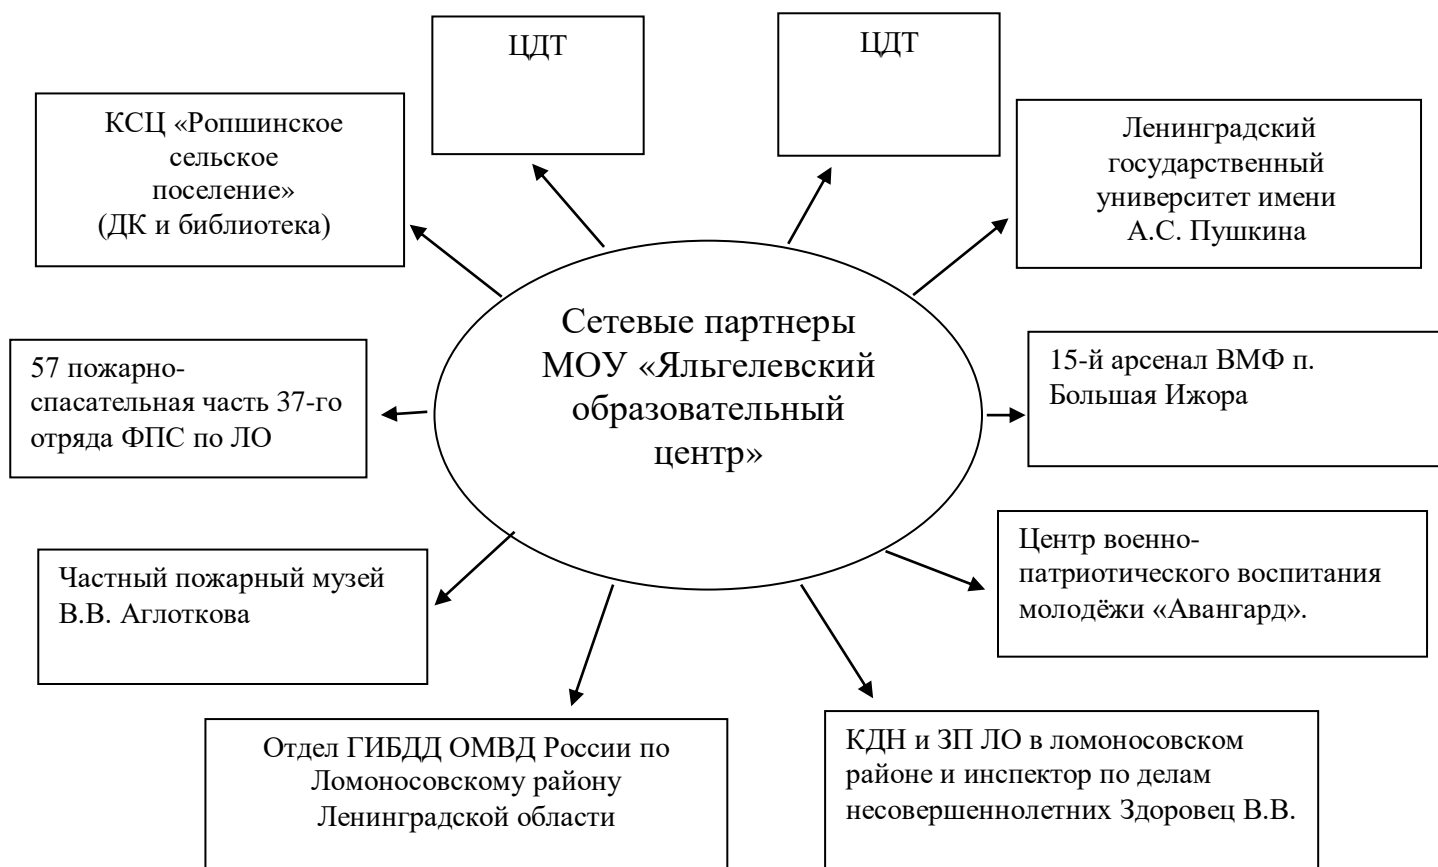 ЦДТ
ЦДТ
КСЦ «Ропшинское
сельское
поселение»
(ДК и библиотека)
Ленинградский
государственный
университет имени
А.С. Пушкина
Сетевые партнеры
МОУ «Яльгелевский
образовательный
центр»
57 пожарно-
спасательная часть 37-го
отряда ФПС по ЛО
15-й арсенал ВМФ п.
Большая Ижора
Частный пожарный музей
В.В. Аглоткова
Центр военно-
патриотического воспитания
молодёжи «Авангард».
Отдел ГИБДД ОМВД России по
Ломоносовскому району
Ленинградской области
КДН и ЗП ЛО в ломоносовском
районе и инспектор по делам
несовершеннолетних Здоровец В.В.